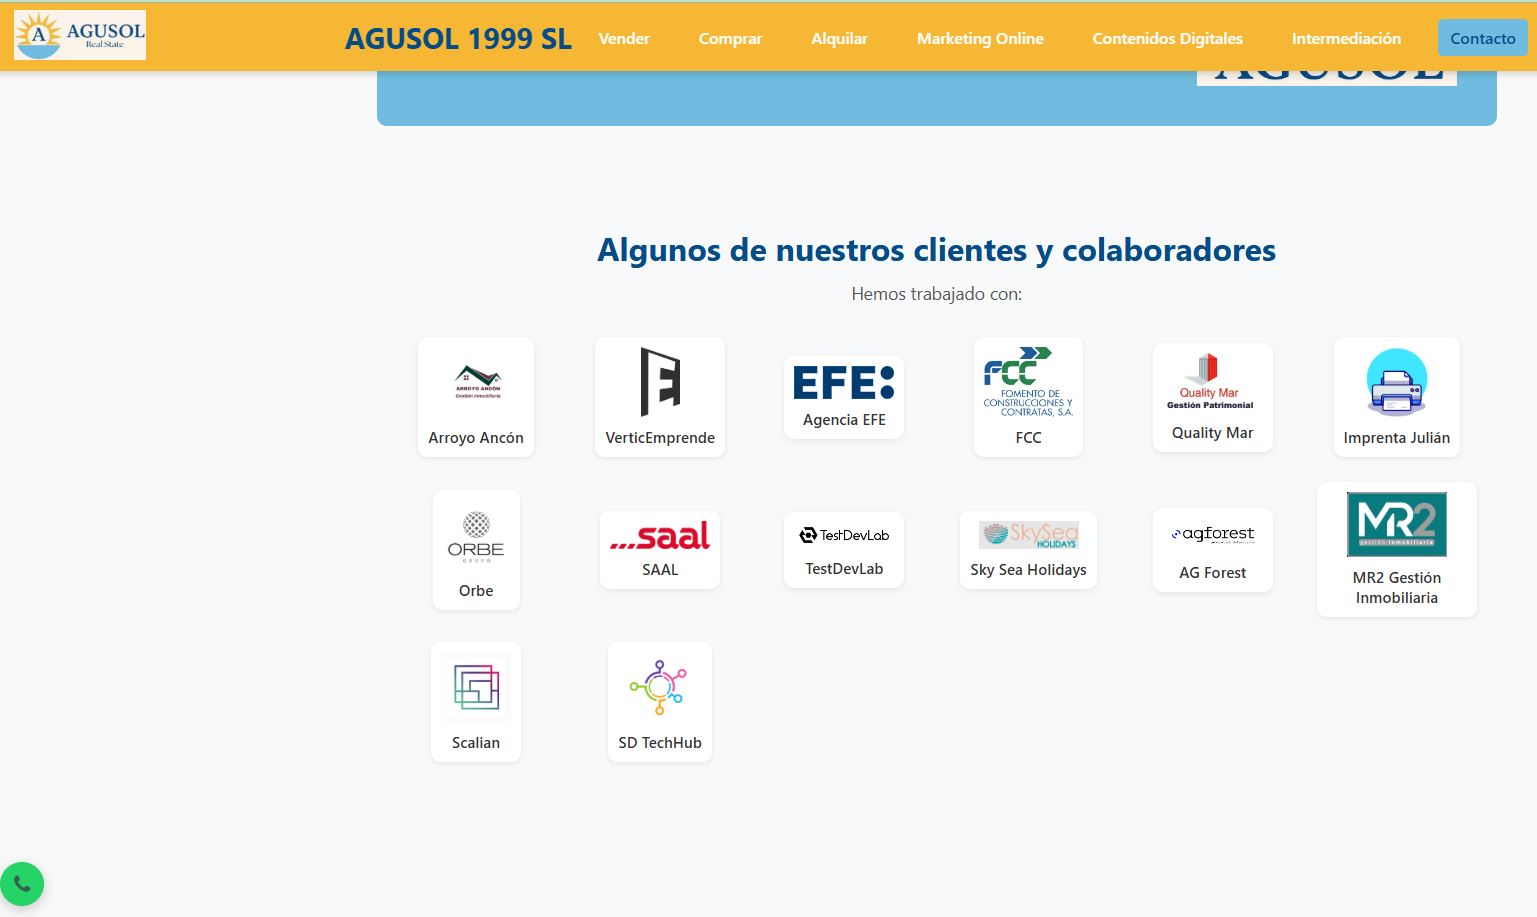 AGUSOL
Real State
AGUSOL 1999 SL
Vender
Comprar
Alquilar
Marketing Online
Contenidos Digitales
Intermediación
Contacto
AGUSOL
Algunos de nuestros clientes y colaboradores
Hemos trabajado con:
ARROYO ANCÓN
Gestión Inmobiliaria
Arroyo Ancón
VerticEmprende
EFE:
Agencia EFE
FCC
FOMENTO DE
CONSTRUCCIONES Y
CONTRATAS, S.A.
FCC
Quality Mar
Gestión Patrimonial
Quality Mar
Imprenta Julián
ORBE
GRUPO
Orbe
...saal
SAAL
TestDevLab
TestDevLab
SkySea
HOLIDAYS
Sky Sea Holidays
agforest
AG Forest
MR2
gestión inmobiliaria
MR2 Gestión
Inmobiliaria
Scalian
SD TechHub